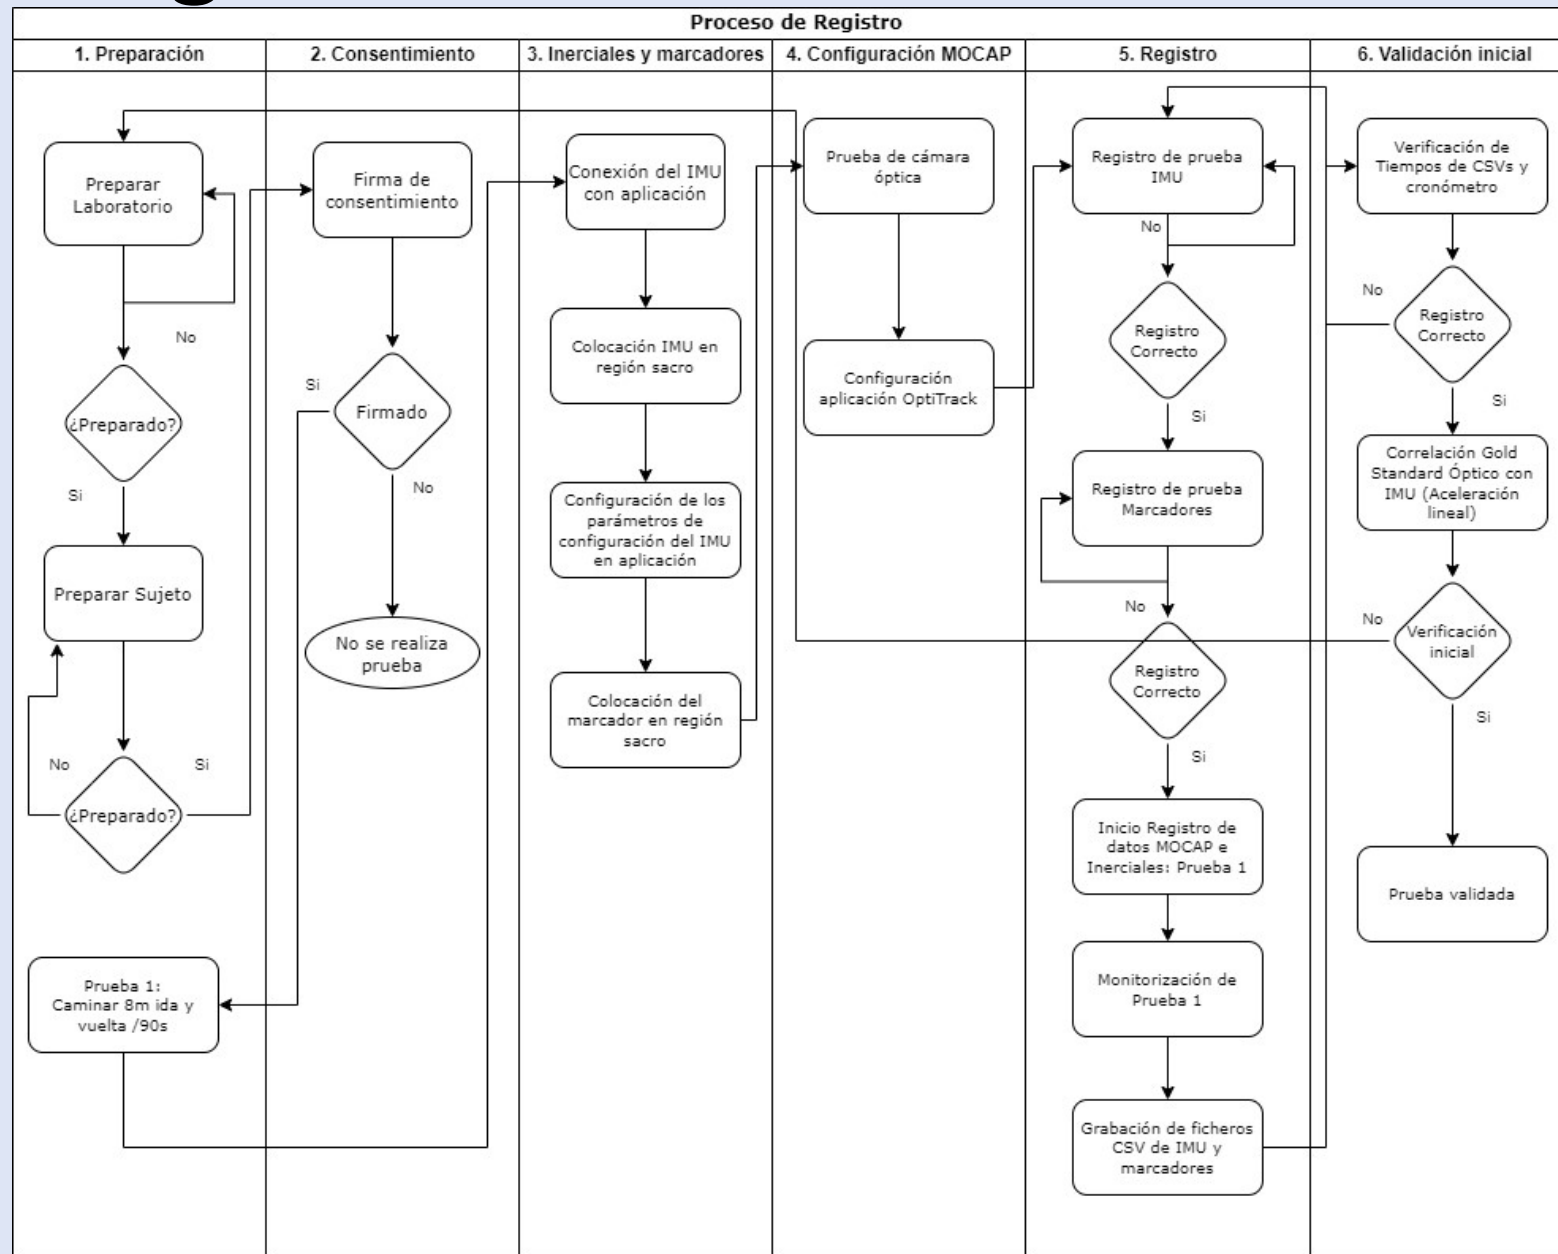 Proceso de Registro
1. Preparación
2. Consentimiento
3. Inerciales y marcadores
4. Configuración MOCAP
5. Registro
6. Validación inicial
Preparar
Laboratorio
No
¿Preparado?
Si
Preparar Sujeto
No
Si
¿Preparado?
Prueba 1:
Caminar 8m ida y
vuelta /90s
Firma de
consentimiento
Si
Firmado
No
No se realiza
prueba
Conexión del IMU
con aplicación
Colocación IMU en
región sacro
Configuración de los
parámetros de
configuración del IMU
en aplicación
Colocación del
marcador en región
sacro
Prueba de cámara
óptica
Configuración
aplicación OptiTrack
Registro de prueba
IMU
No
Registro
Correcto
Si
Registro de prueba
Marcadores
No
Registro
Correcto
Si
Inicio Registro de
datos MOCAP e
Inerciales: Prueba 1
Monitorización de
Prueba 1
Grabación de ficheros
CSV de IMU y
marcadores
Verificación de
Tiempos de CSVs y
cronómetro
No
Registro
Correcto
Si
Correlación Gold
Standard Óptico con
IMU (Aceleración
lineal)
No
Verificación
inicial
Si
Prueba validada